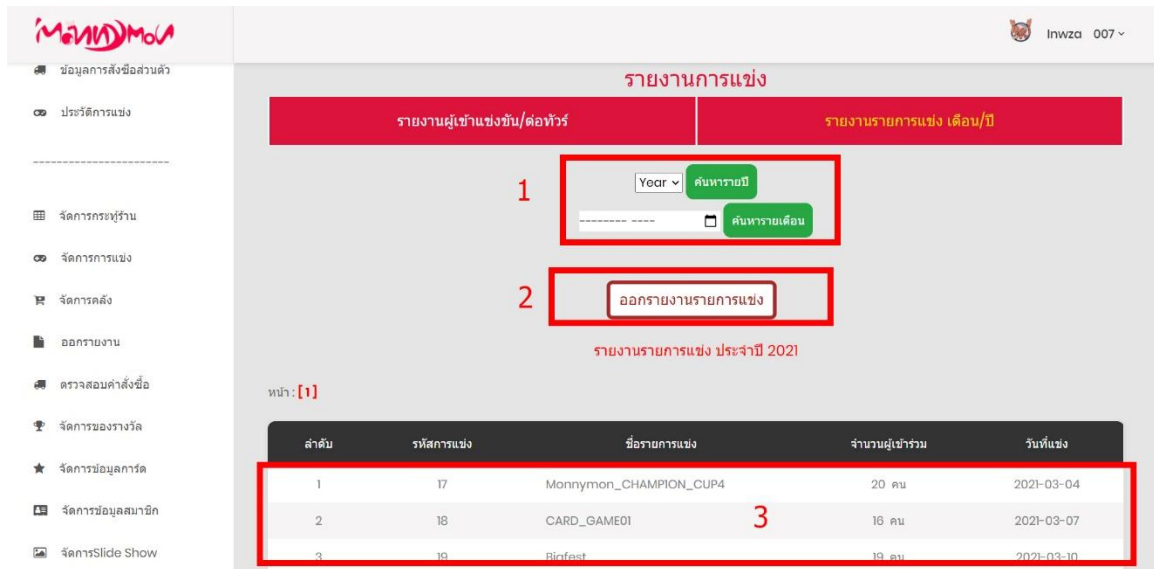 MONNYMON
Inwza 007
ข้อมูลการสั่งซื้อส่วนตัว
ประวัติการแข่ง
-----------------------
จัดการกระทู้ร้าน
จัดการการแข่ง
จัดการคลัง
ออกรายงาน
ตรวจสอบคำสั่งซื้อ
จัดการของรางวัล
จัดการข้อมูลการ์ด
จัดการข้อมูลสมาชิก
จัดการSlide Show
รายงานการแข่ง
รายงานผู้เข้าแข่งขัน/ต่อทัวร์ รายงานรายการแข่ง เดือน/ปี
1
Year ค้นหารายปี
-------- ---- ค้นหารายเดือน
2
ออกรายงานรายการแข่ง
รายงานรายการแข่ง ประจำปี 2021
หน้า : [1]
ลำดับ รหัสการแข่ง ชื่อรายการแข่ง จำนวนผู้เข้าร่วม วันที่แข่ง
1 17 Monnymon_CHAMPION_CUP4 20 คน 2021-03-04
2 18 CARD_GAME01 3 16 คน 2021-03-07
3 19 Bigfest 19 คน 2021-03-10